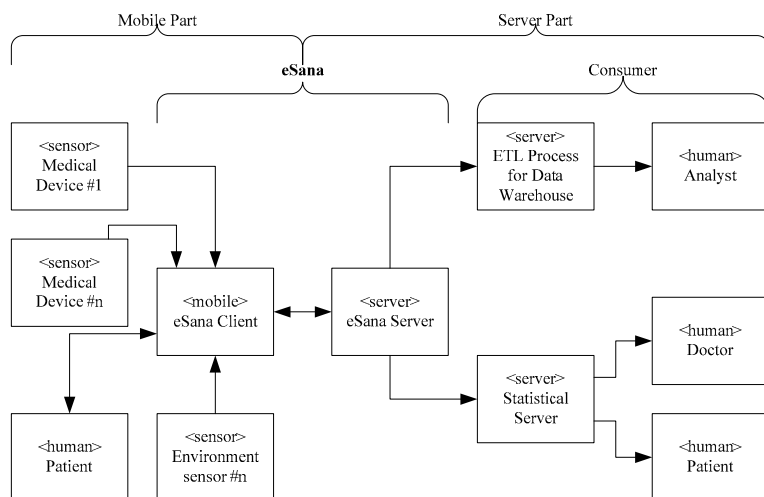 Mobile Part
Server Part
eSana
Consumer
<sensor>
Medical
Device #1
<server>
ETL Process
for Data
Warehouse
<human>
Analyst
<sensor>
Medical
Device #n
<mobile>
eSana Client
<server>
eSana Server
<human>
Doctor
<server>
Statistical
Server
<human>
Patient
<sensor>
Environment
sensor #n
<human>
Patient